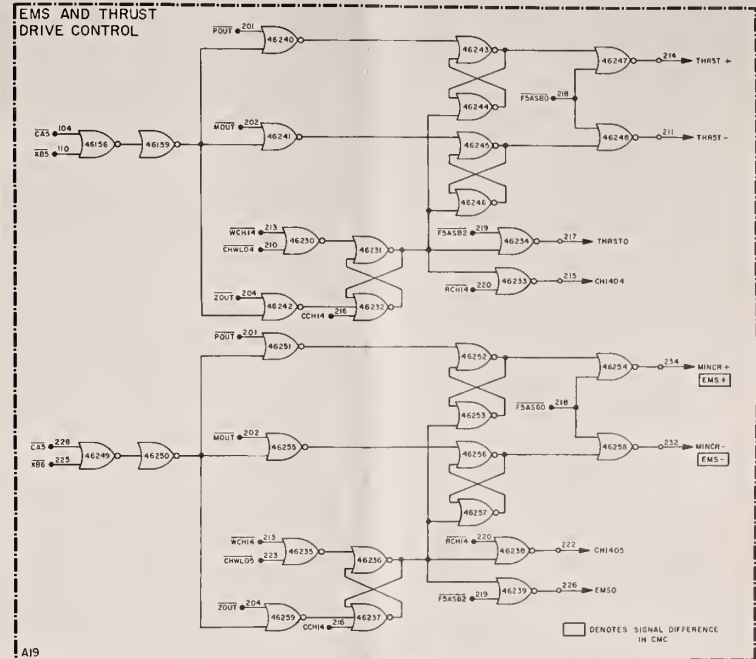 EMS AND THRUST
DRIVE CONTROL
POUT 201
46240
46243
46247
214
THRST +
46244
F5ASB0 218
MOUT 202
46241
46245
46248
211
THRST -
CA5 104
XB5 110
46156
46159
46246
WCH14 213
CHWL04 210
46230
46231
F5ASB2 219
46234
217
THRST0
RCH14 220
46233
215
CH1404
ZOUT 204
46242
46232
CCH14 216
POUT 201
46251
46252
46254
234
MINCR +
EMS +
46253
F5ASG0 218
MOUT 202
46255
46256
46258
232
MINCR -
EMS -
CA5 228
XB6 225
46249
46250
46257
WCH14 213
CHWL05 223
46235
46236
RCH14 220
46238
222
CH1405
ZOUT 204
46259
46237
CCH14 216
F5ASB2 219
46239
226
EMS0
DENOTES SIGNAL DIFFERENCE
IN CMC
A19